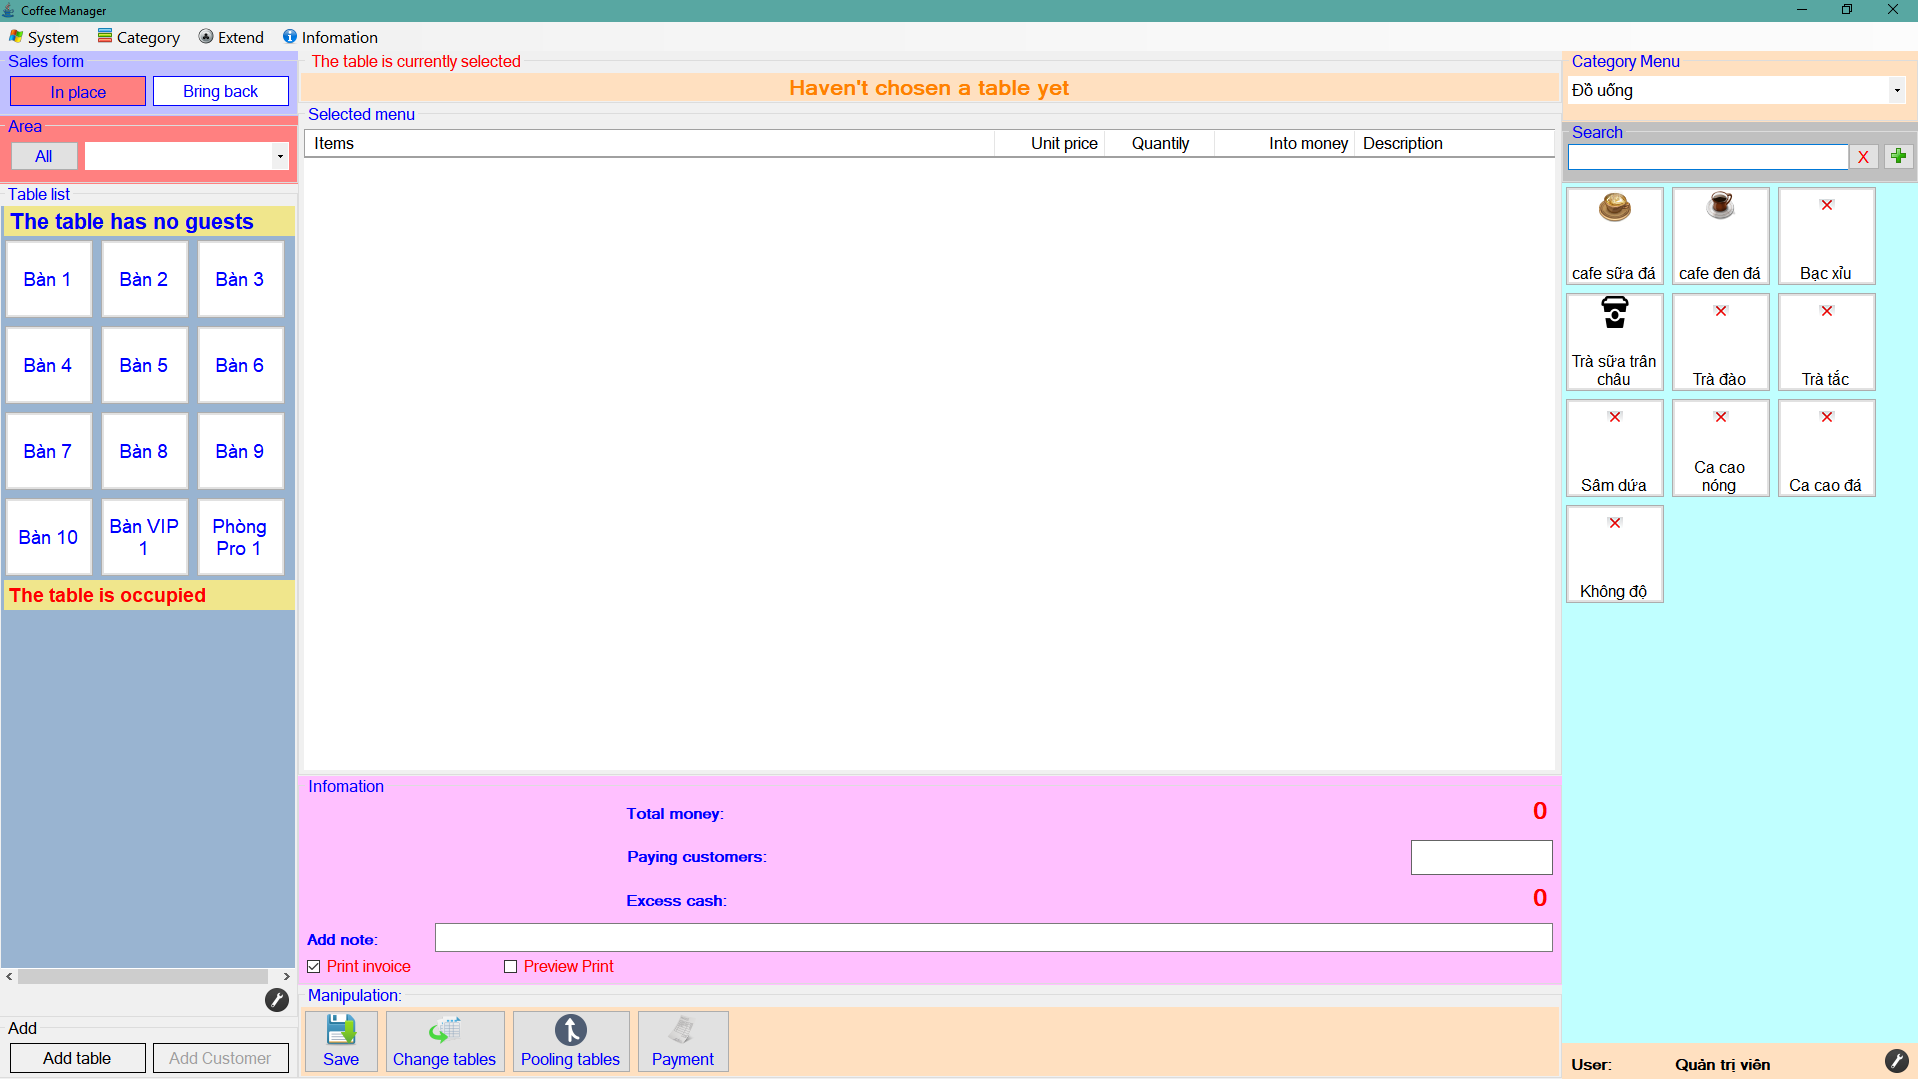 Coffee Manager
System Category Extend Infomation
Sales form
In place Bring back
Area
All
Table list
The table has no guests
Bàn 1 Bàn 2 Bàn 3
Bàn 4 Bàn 5 Bàn 6
Bàn 7 Bàn 8 Bàn 9
Bàn 10 Bàn VIP 1 Phòng Pro 1
The table is occupied
Add
Add table Add Customer
The table is currently selected
Haven't chosen a table yet
Selected menu
Items Unit price Quantily Into money Description
Infomation
Total money: 0
Paying customers:
Excess cash: 0
Add note:
Print invoice Preview Print
Manipulation:
Save Change tables Pooling tables Payment
Category Menu
Đồ uống
Search
X
cafe sữa đá cafe đen đá Bạc xỉu
Trà sữa trân châu Trà đào Trà tắc
Sâm dứa Ca cao nóng Ca cao đá
Không độ
User: Quản trị viên